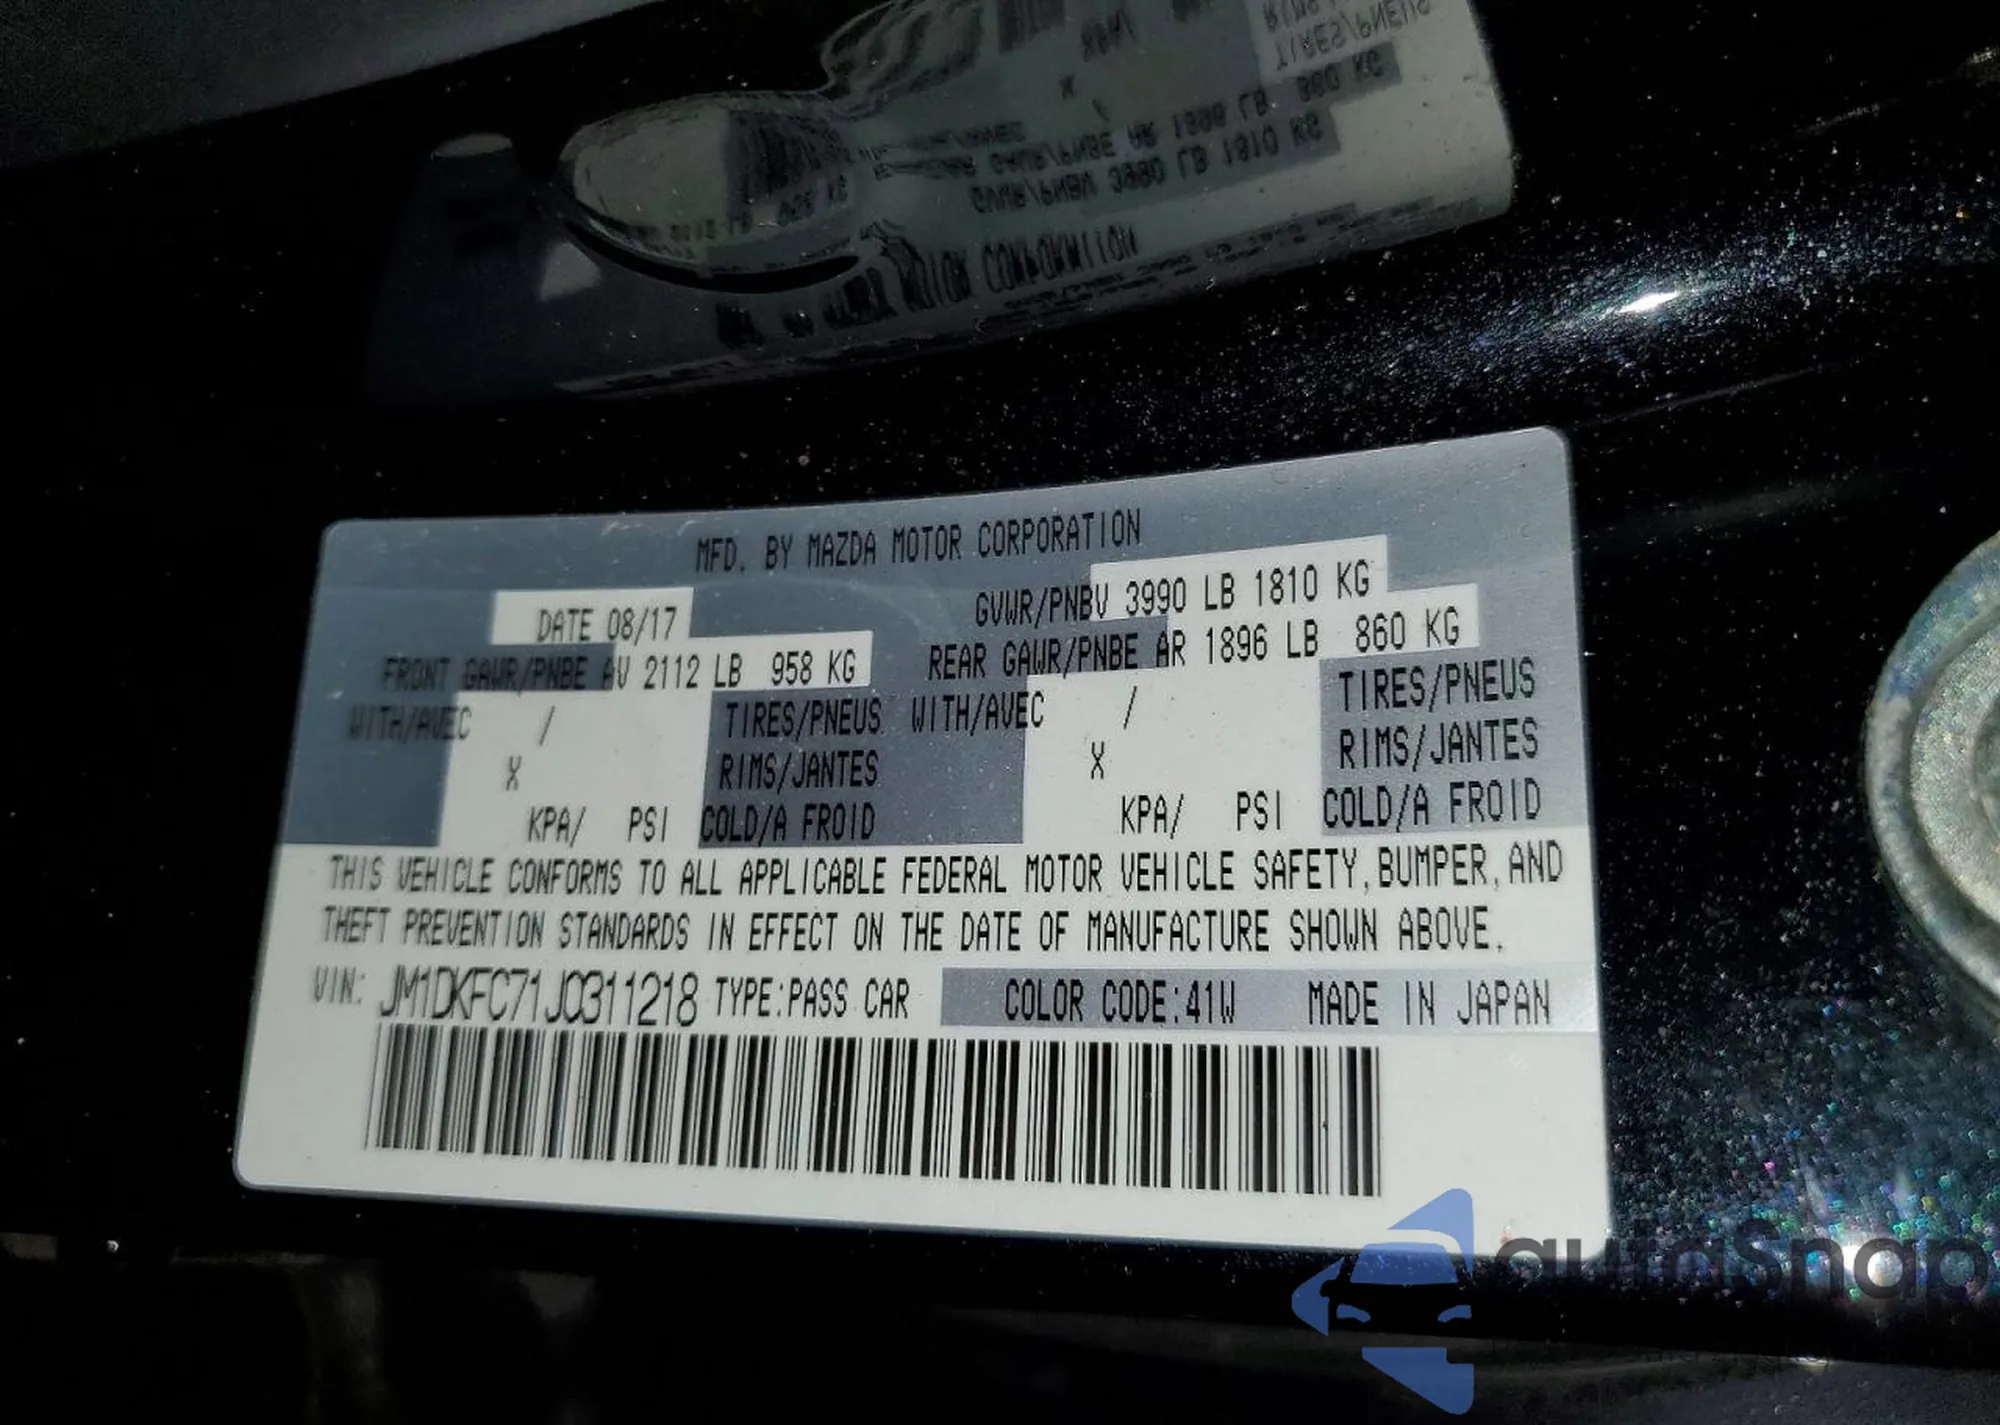 MFD. BY MAZDA MOTOR CORPORATION
DATE 08/17 GVWR/PNBV 3990 LB 1810 KG
FRONT GAWR/PNBE AV 2112 LB 958 KG REAR GAWR/PNBE AR 1896 LB 860 KG
WITH/AVEC / TIRES/PNEUS WITH/AVEC / TIRES/PNEUS
X RIMS/JANTES X RIMS/JANTES
KPA/ PSI COLD/A FROID KPA/ PSI COLD/A FROID
THIS VEHICLE CONFORMS TO ALL APPLICABLE FEDERAL MOTOR VEHICLE SAFETY, BUMPER, AND
THEFT PREVENTION STANDARDS IN EFFECT ON THE DATE OF MANUFACTURE SHOWN ABOVE.
VIN: JM1DKFC71J0311218 TYPE:PASS CAR COLOR CODE:41W MADE IN JAPAN
autaSnap